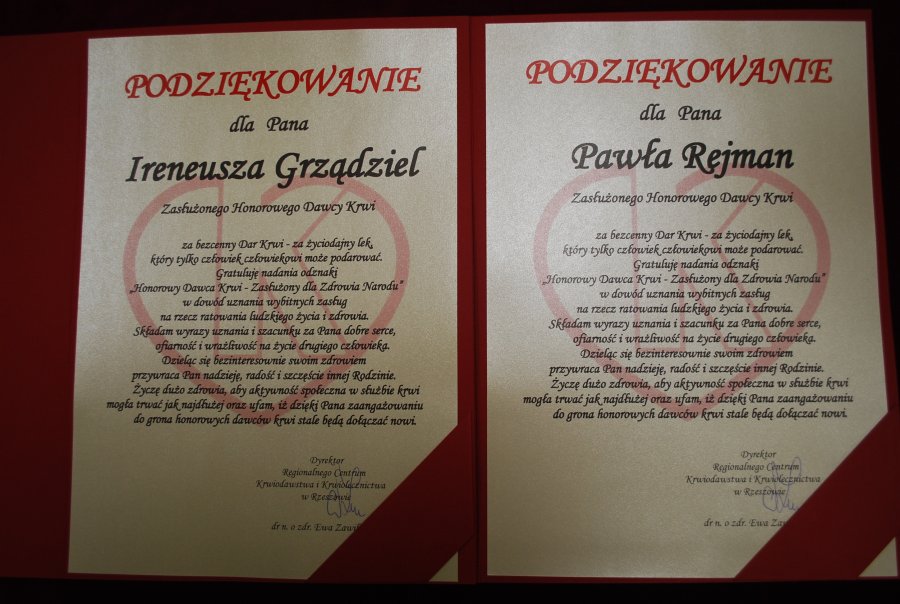 PODZIĘKOWANIE
dla Pana
Ireneusza Grządziel
Zasłużonego Honorowego Dawcy Krwi
za bezcenny Dar Krwi - za życiodajny lek,
który tylko człowiek człowiekowi może podarować.
Gratuluję nadania odznaki
„Honorowy Dawca Krwi - Zasłużony dla Zdrowia Narodu"
w dowód uznania wybitnych zasług
na rzecz ratowania ludzkiego życia i zdrowia.
Składam wyrazy uznania i szacunku za Pana dobre serce,
ofiarność i wrażliwość na życie drugiego człowieka.
Dzieląc się bezinteresownie swoim zdrowiem
przywraca Pan nadzieję, radość i szczęście innej Rodzinie.
Życzę dużo zdrowia, aby aktywność społeczna w służbie krwi
mogła trwać jak najdłużej oraz ufam, iż dzięki Pana zaangażowaniu
do grona honorowych dawców krwi stale będą dołączać nowi.
Dyrektor
Regionalnego Centrum
Krwiodawstwa i Krwiolecznictwa
w Rzeszowie
dr n. o zdr. Ewa
PODZIĘKOWANIE
dla Pana
Pawła Rejman
Zasłużonego Honorowego Dawcy Krwi
za bezcenny Dar Krwi - za życiodajny lek,
który tylko człowiek człowiekowi może podarować.
Gratuluję nadania odznaki
„Honorowy Dawca Krwi - Zasłużony dla Zdrowia Narodu"
w dowód uznania wybitnych zasług
na rzecz ratowania ludzkiego życia i zdrowia.
Składam wyrazy uznania i szacunku za Pana dobre serce,
ofiarność i wrażliwość na życie drugiego człowieka.
Dzieląc się bezinteresownie swoim zdrowiem
przywraca Pan nadzieję, radość i szczęście innej Rodzinie.
Życzę dużo zdrowia, aby aktywność społeczna w służbie krwi
mogła trwać jak najdłużej oraz ufam, iż dzięki Pana zaangażowaniu
do grona honorowych dawców krwi stale będą dołączać nowi.
Dyrektor
Regionalnego Centrum
Krwiodawstwa i Krwiolecznictwa
w Rzeszowie
dr n. o zdr. Ewa